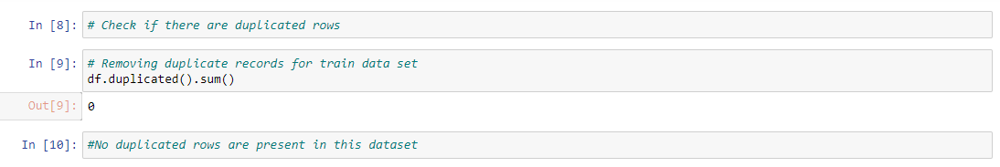 In [8]: # Check if there are duplicated rows
In [9]: # Removing duplicate records for train data set
df.duplicated().sum()
Out[9]: 0
In [10]: #No duplicated rows are present in this dataset